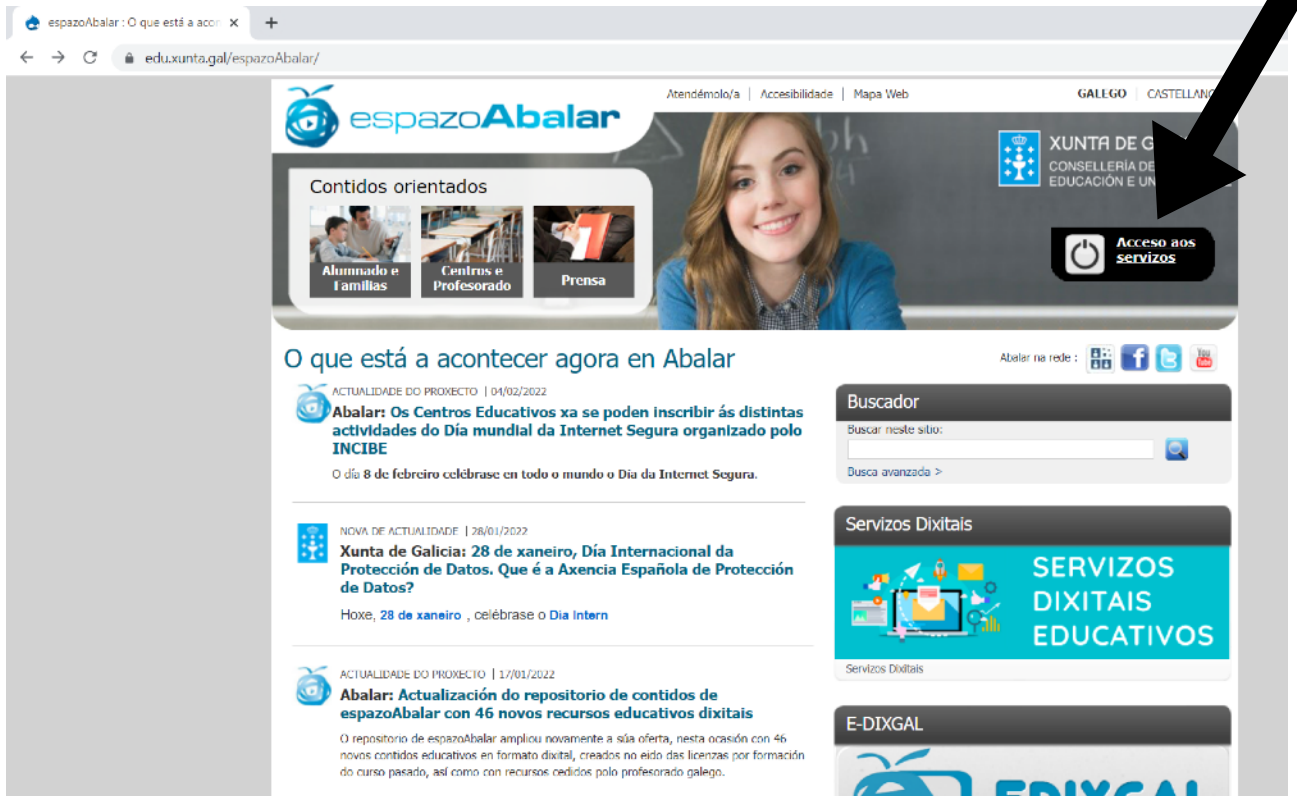 espazoAbalar : O que está a acon
edu.xunta.gal/espazoAbalar/
Atendémolo/a | Accesibilidade | Mapa Web
GALEGO | CASTELLANO
espazoAbalar
XUNTA DE G
CONSELLERÍA DE
EDUCACIÓN E UN
Contidos orientados
Alumnado e
Familias
Centros e
Profesorado
Prensa
Acceso aos
servizos
O que está a acontecer agora en Abalar
Abalar na rede :
You
Tube
ACTUALIDADE DO PROXECTO | 04/02/2022
Abalar: Os Centros Educativos xa se poden inscribir ás distintas
actividades do Día mundial da Internet Segura organizado polo
INCIBE
O día 8 de febreiro celébrase en todo o mundo o Día da Internet Segura.
NOVA DE ACTUALIDADE | 28/01/2022
Xunta de Galicia: 28 de xaneiro, Día Internacional da
Protección de Datos. Que é a Axencia Española de Protección
de Datos?
Hoxe, 28 de xaneiro , celébrase o Dia Intern
ACTUALIDADE DO PROXECTO | 17/01/2022
Abalar: Actualización do repositorio de contidos de
espazoAbalar con 46 novos recursos educativos dixitais
O repositorio de espazoAbalar ampliou novamente a súa oferta, nesta ocasión con 46
novos contidos educativos en formato dixital, creados no eido das licenzas por formación
do curso pasado, así como con recursos cedidos polo profesorado galego.
Buscador
Buscar neste sitio:
Busca avanzada >
Servizos Dixitais
SERVIZOS
DIXITAIS
EDUCATIVOS
Servizos Dixitais
E-DIXGAL
EDIXGAL